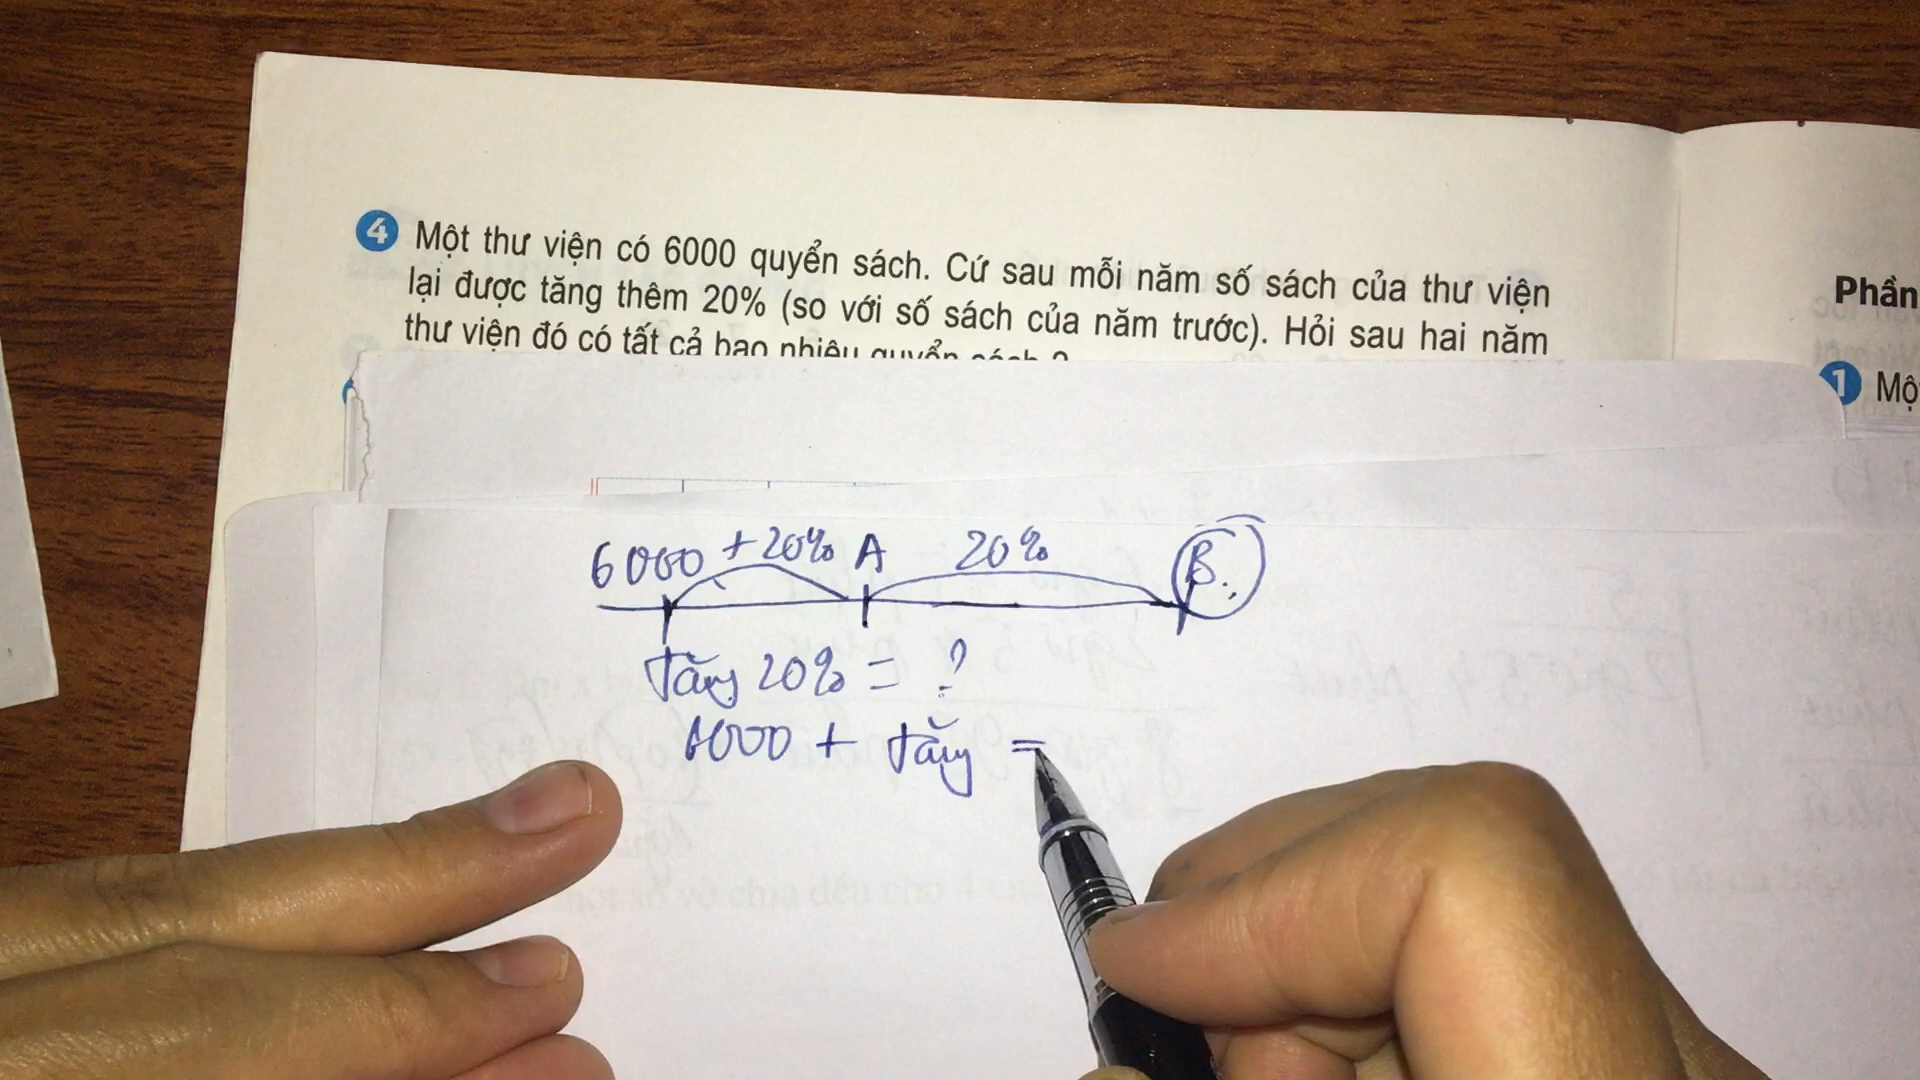 4 Một thư viện có 6000 quyển sách. Cứ sau mỗi năm số sách của thư viện
lại được tăng thêm 20% (so với số sách của năm trước). Hỏi sau hai năm
thư viện đó có tất cả bao nhiêu quyển sách ?
Phần
1 Mộ
6000 + 20% A 20% B
tăng 20% = ?
6000 + tăng =